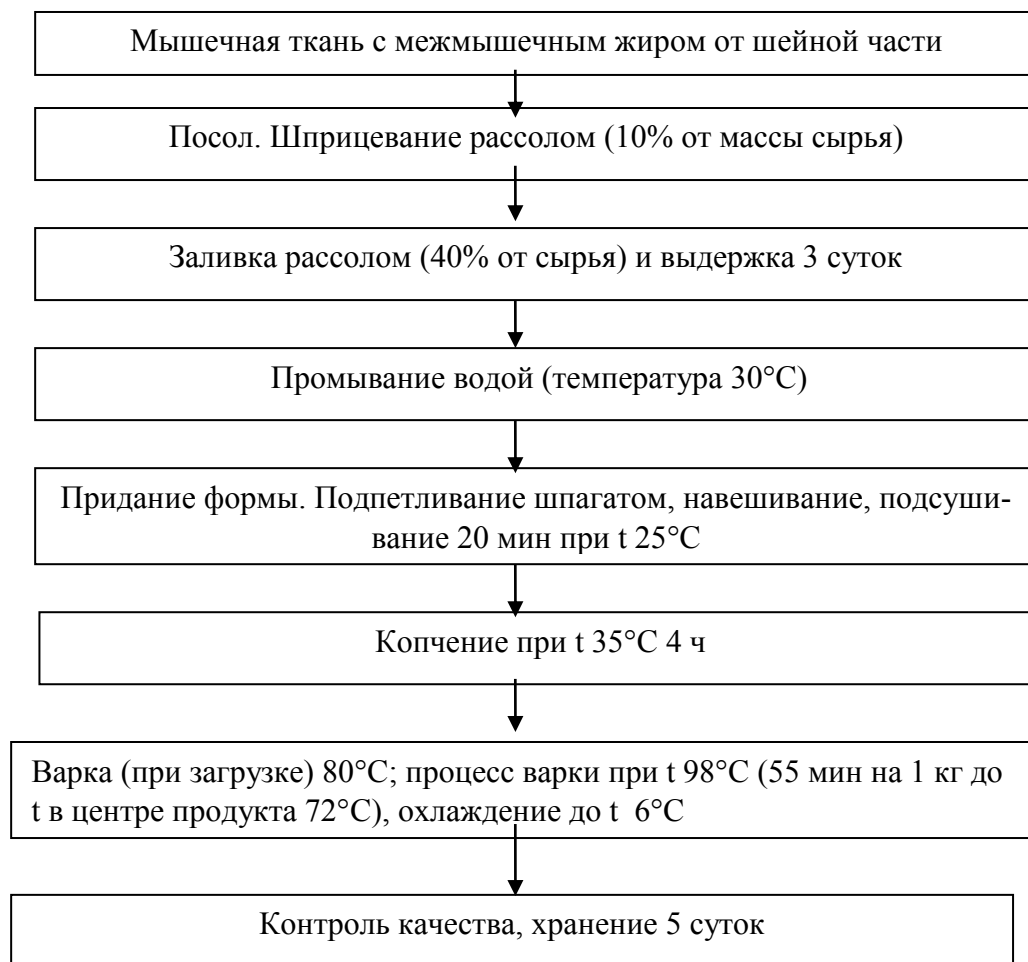 Мышечная ткань с межмышечным жиром от шейной части
Посол. Шприцевание рассолом (10% от массы сырья)
Заливка рассолом (40% от сырья) и выдержка 3 суток
Промывание водой (температура 30°С)
Придание формы. Подпетливание шпагатом, навешивание, подсуши-
вание 20 мин при t 25°С
Копчение при t 35°С 4 ч
Варка (при загрузке) 80°С; процесс варки при t 98°С (55 мин на 1 кг до
t в центре продукта 72°С), охлаждение до t 6°С
Контроль качества, хранение 5 суток